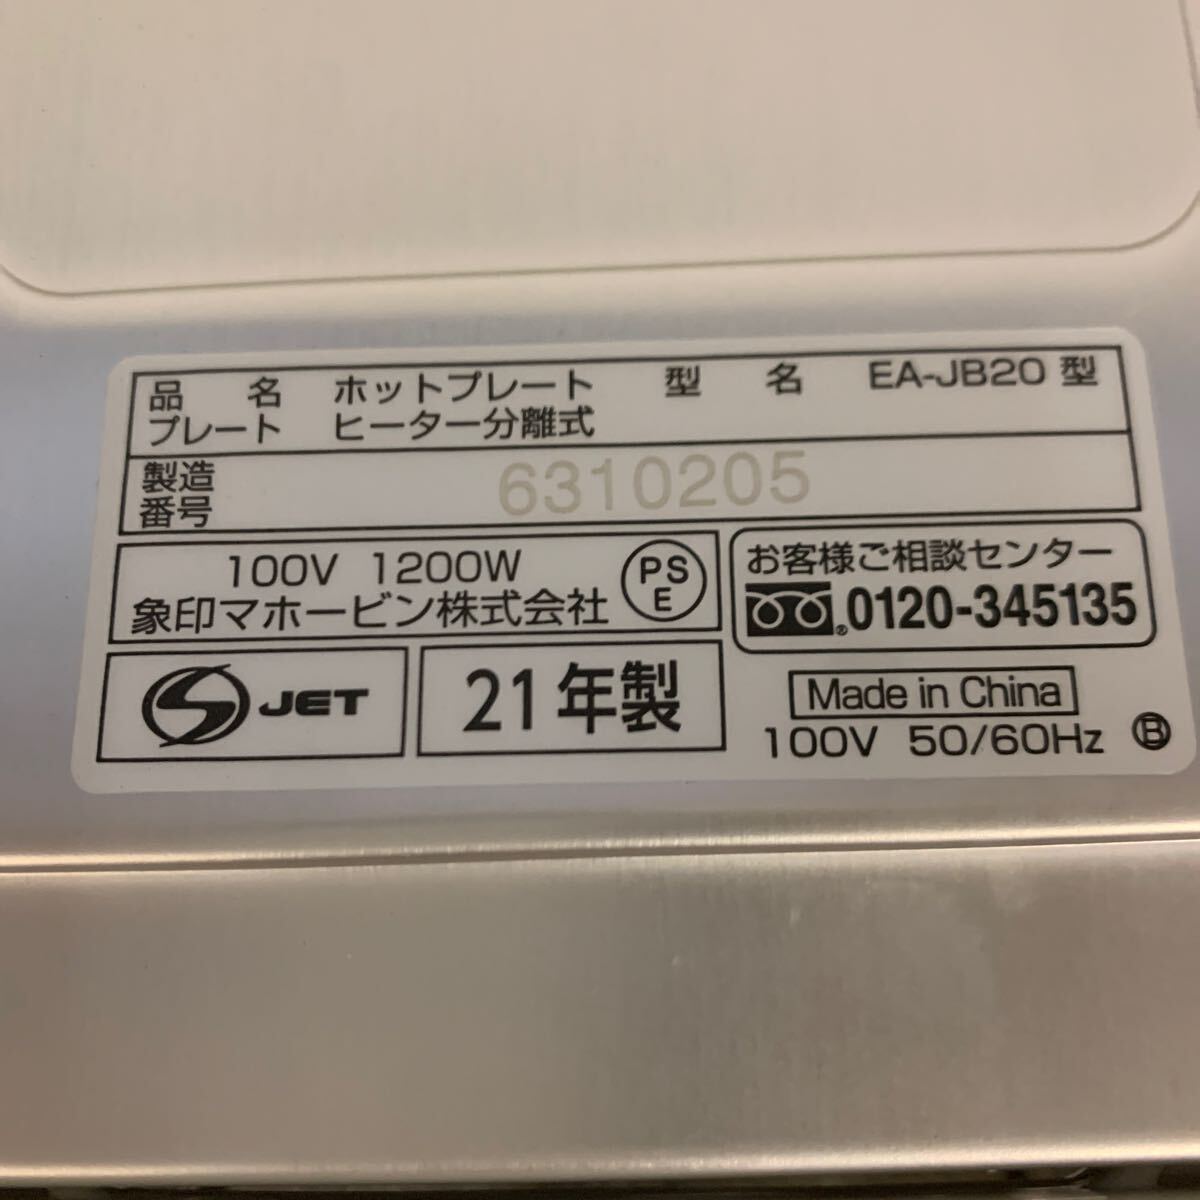 品名 ホットプレート 型名 EA-JB20 型
プレート ヒーター分離式
製造番号 6310205
100V 1200W
象印マホービン株式会社
PS E
お客様ご相談センター
0120-345135
S JET
21年製
Made in China
100V 50/60Hz Ⓑ